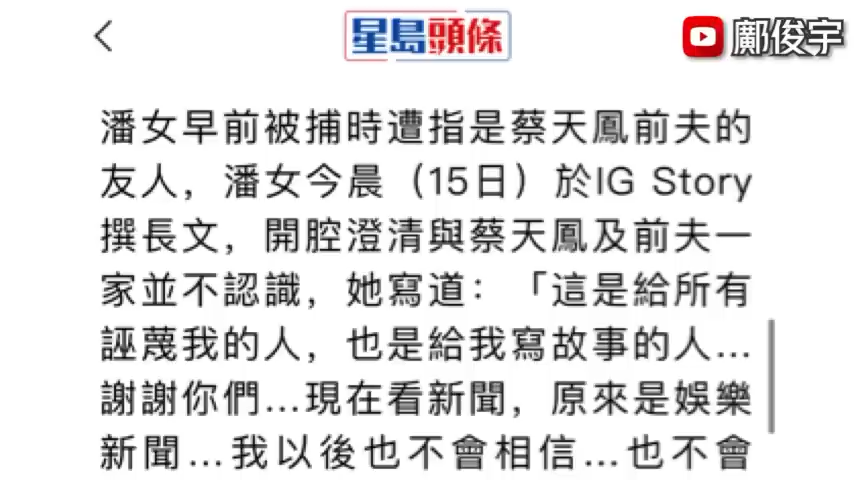 星島頭條
鄺俊宇
潘女早前被捕時遭指是蔡天鳳前夫的
友人，潘女今晨（15日）於IG Story
撰長文，開腔澄清與蔡天鳳及前夫一
家並不認識，她寫道：「這是給所有
誣蔑我的人，也是給我寫故事的人...
謝謝你們...現在看新聞，原來是娛樂
新聞...我以後也不會相信...也不會